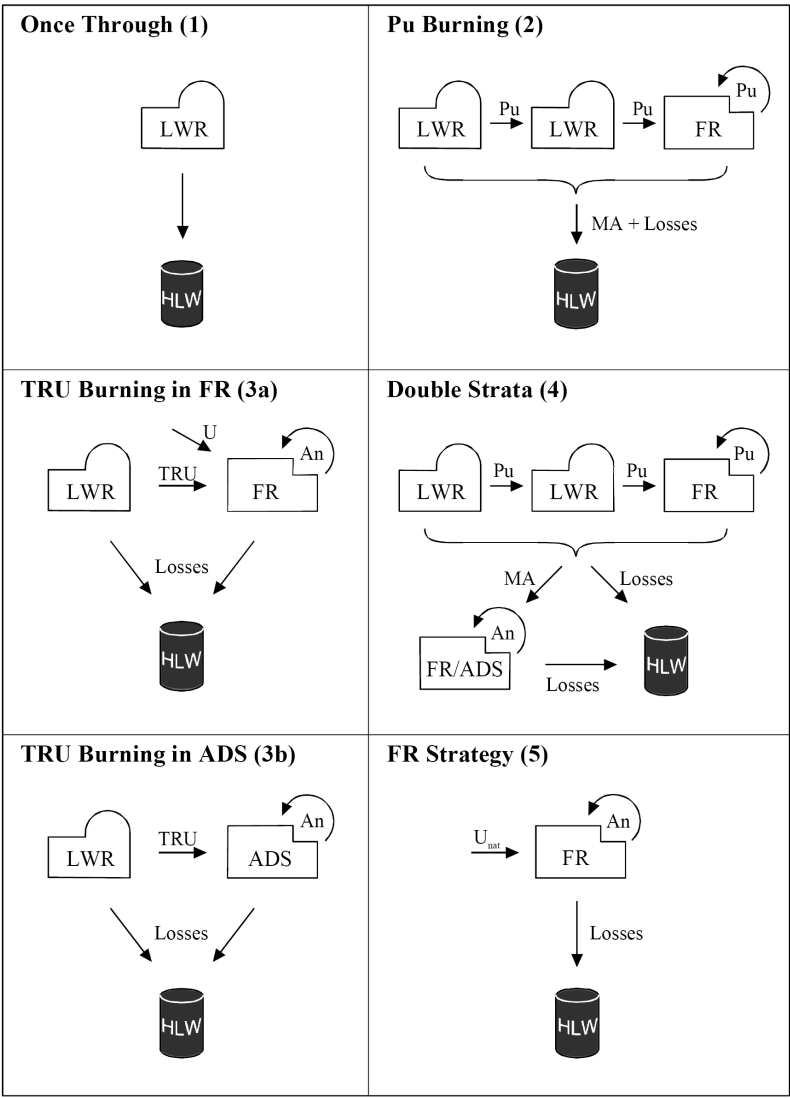 Once Through (1)
LWR
HLW
Pu Burning (2)
LWR
Pu
LWR
Pu
FR
Pu
MA + Losses
HLW
TRU Burning in FR (3a)
U
LWR
TRU
FR
An
Losses
HLW
Double Strata (4)
LWR
Pu
LWR
Pu
FR
Pu
MA
Losses
An
FR/ADS
Losses
HLW
TRU Burning in ADS (3b)
LWR
TRU
ADS
An
Losses
HLW
FR Strategy (5)
Unat
FR
An
Losses
HLW